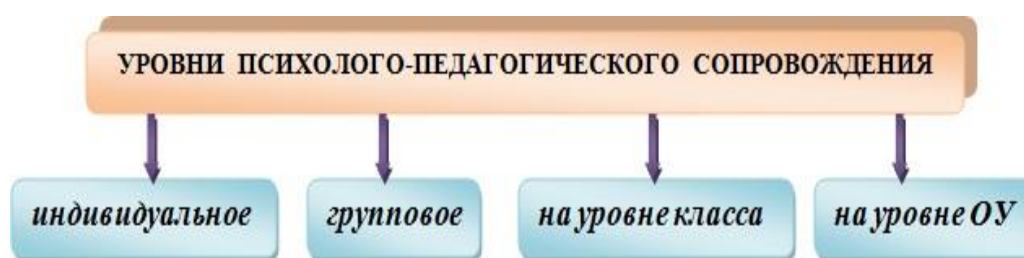 УРОВНИ ПСИХОЛОГО-ПЕДАГОГИЧЕСКОГО СОПРОВОЖДЕНИЯ
индивидуальное
групповое
на уровне класса
на уровне ОУ